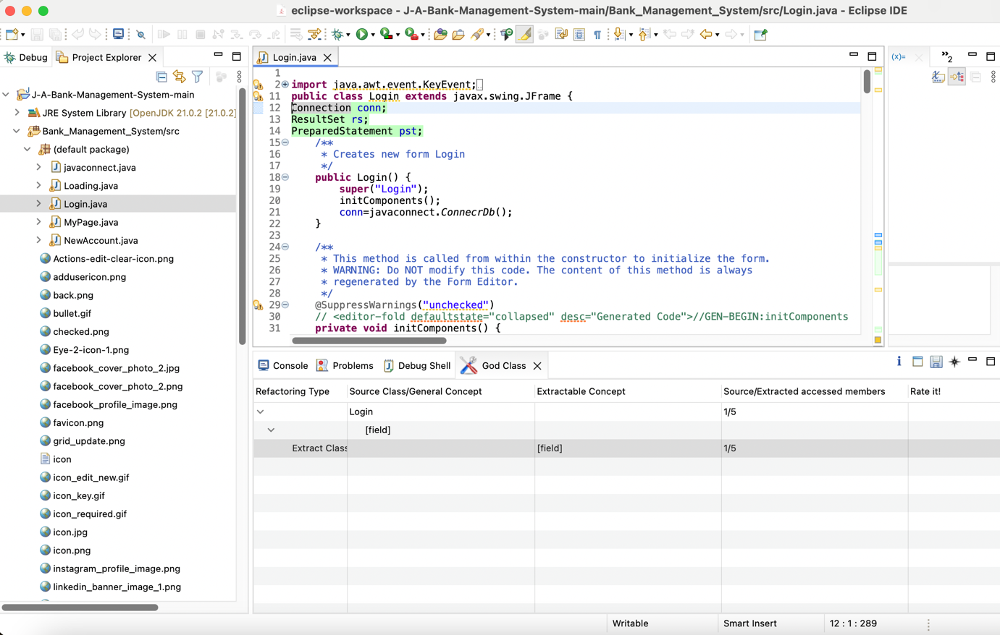 eclipse-workspace - J-A-Bank-Management-System-main/Bank_Management_System/src/Login.java - Eclipse IDE
Debug
Project Explorer
J-A-Bank-Management-System-main
JRE System Library [OpenJDK 21.0.2 [21.0.2]
Bank_Management_System/src
(default package)
javaconnect.java
Loading.java
Login.java
MyPage.java
NewAccount.java
Actions-edit-clear-icon.png
addusericon.png
back.png
bullet.gif
checked.png
Eye-2-icon-1.png
facebook_cover_photo_2.jpg
facebook_cover_photo_2.png
facebook_profile_image.png
favicon.png
grid_update.png
icon
icon_edit_new.gif
icon_key.gif
icon_required.gif
icon.jpg
icon.png
instagram_profile_image.png
linkedin_banner_image_1.png
Login.java
1
2 import java.awt.event.KeyEvent;
11 public class Login extends javax.swing.JFrame {
12 Connection conn;
13 ResultSet rs;
14 PreparedStatement pst;
15 /**
16 * Creates new form Login
17 */
18 public Login() {
19 super("Login");
20 initComponents();
21 conn=javaconnect.ConnecrDb();
22 }
23
24 /**
25 * This method is called from within the constructor to initialize the form.
26 * WARNING: Do NOT modify this code. The content of this method is always
27 * regenerated by the Form Editor.
28 */
29 @SuppressWarnings("unchecked")
30 // <editor-fold defaultstate="collapsed" desc="Generated Code">//GEN-BEGIN:initComponents
31 private void initComponents() {
(x)=
»2
Console
Problems
Debug Shell
God Class
Refactoring Type Source Class/General Concept Extractable Concept Source/Extracted accessed members Rate it!
Login 1/5
[field]
Extract Class [field] 1/5
Writable
Smart Insert
12 : 1 : 289